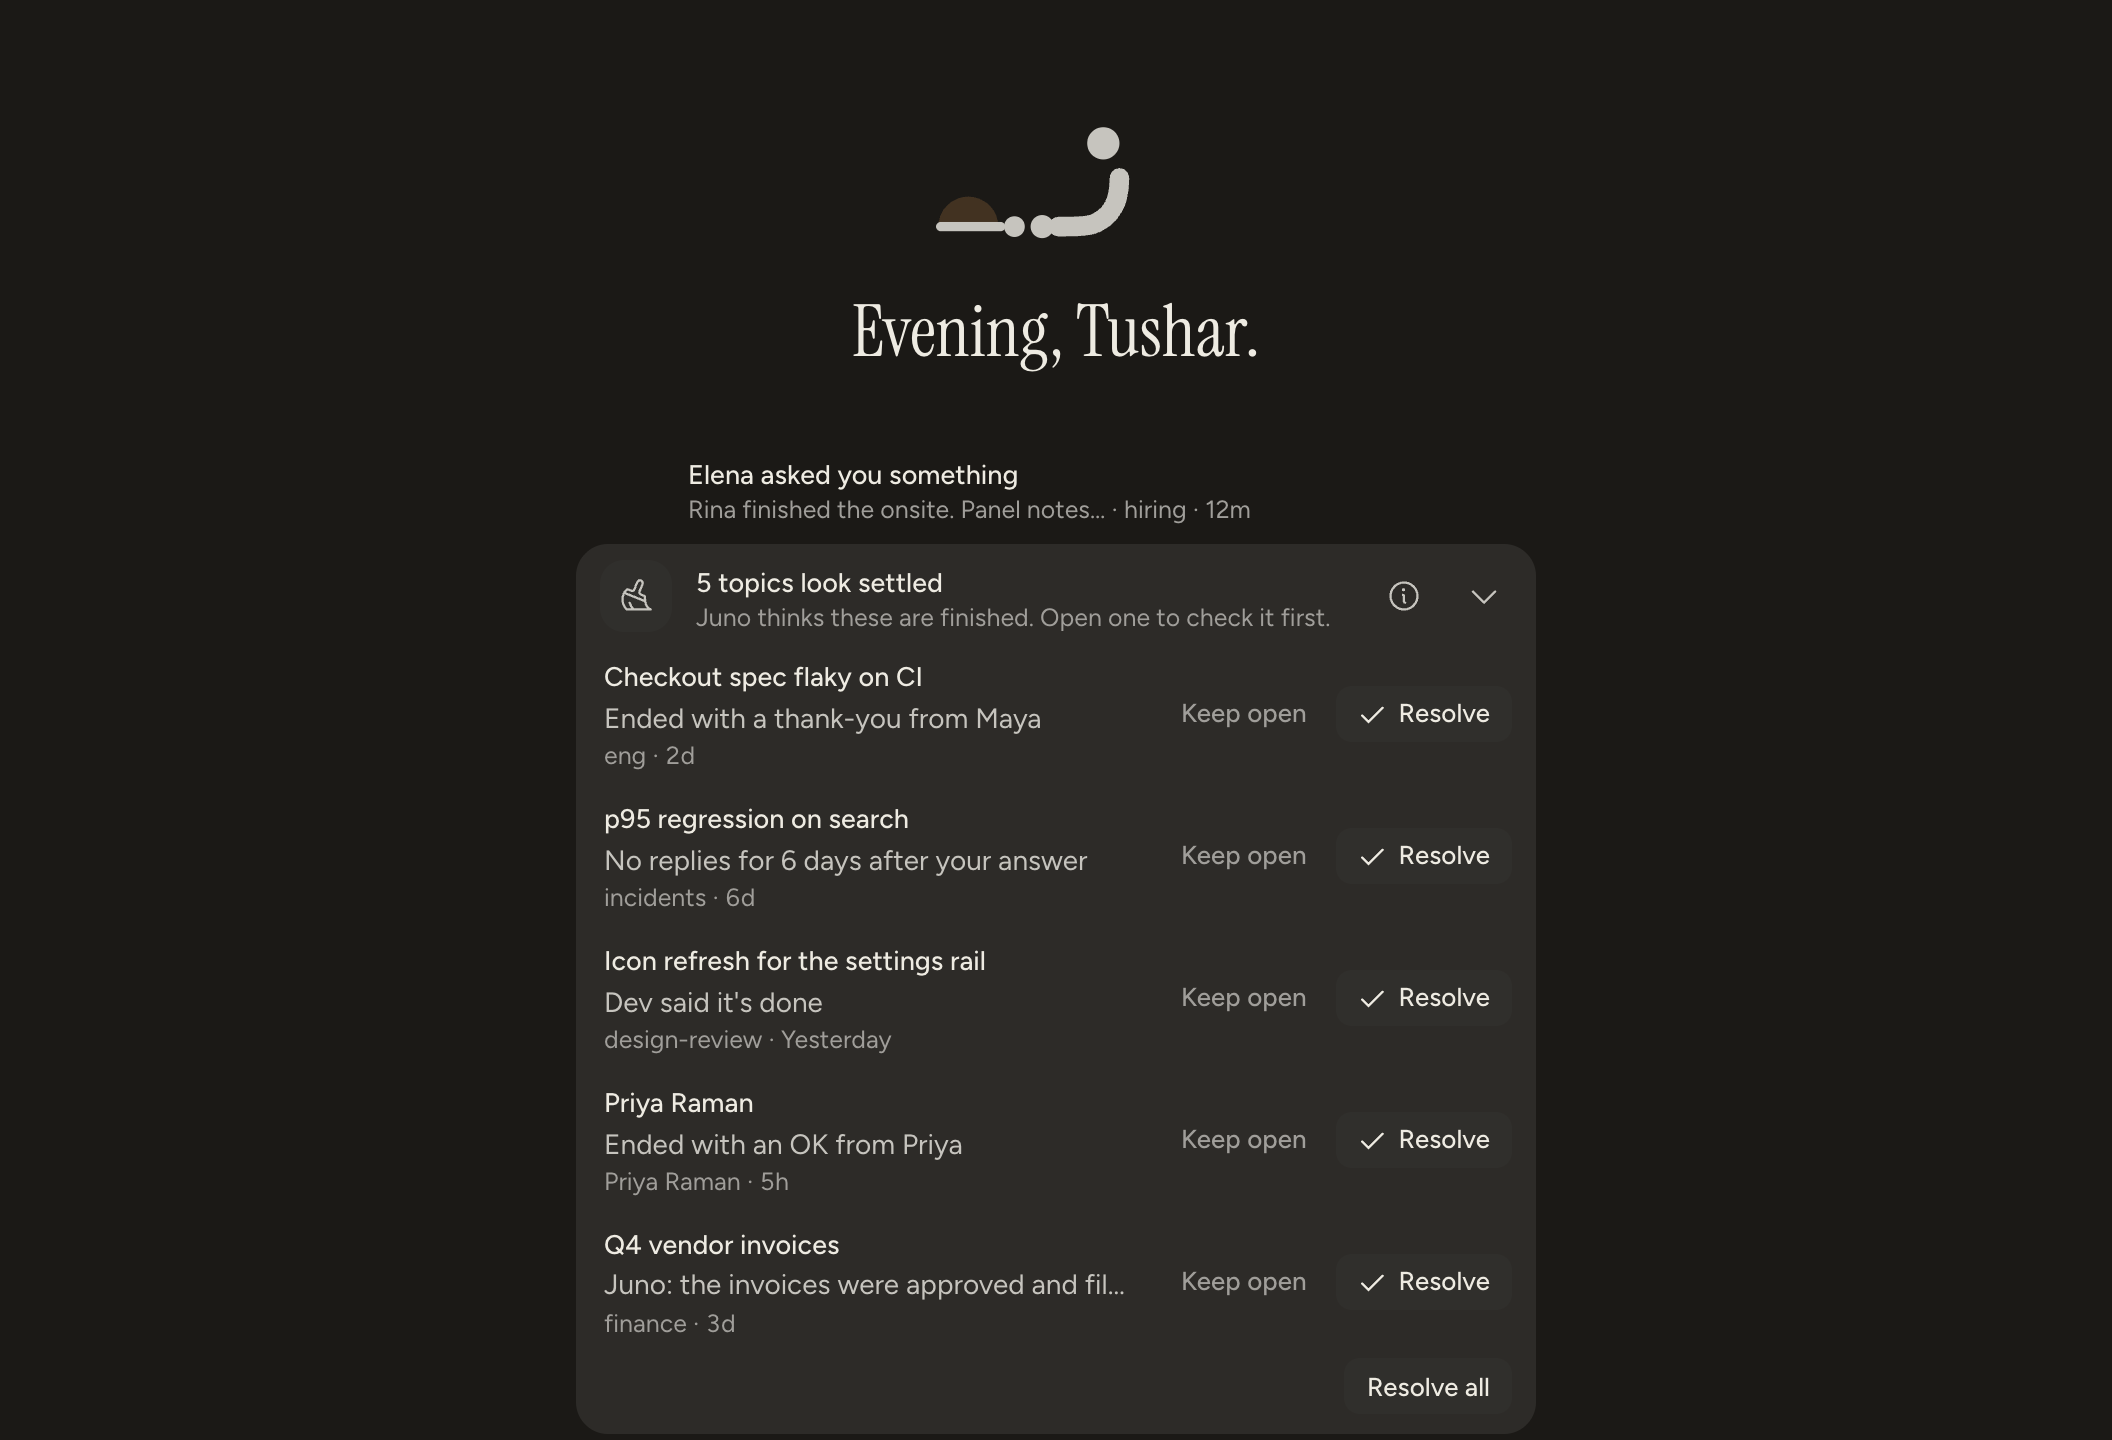 Evening, Tushar.
Elena asked you something
Rina finished the onsite. Panel notes... · hiring · 12m
5 topics look settled
Juno thinks these are finished. Open one to check it first.
Checkout spec flaky on CI
Ended with a thank-you from Maya
eng · 2d
Keep open
Resolve
p95 regression on search
No replies for 6 days after your answer
incidents · 6d
Keep open
Resolve
Icon refresh for the settings rail
Dev said it's done
design-review · Yesterday
Keep open
Resolve
Priya Raman
Ended with an OK from Priya
Priya Raman · 5h
Keep open
Resolve
Q4 vendor invoices
Juno: the invoices were approved and fil...
finance · 3d
Keep open
Resolve
Resolve all